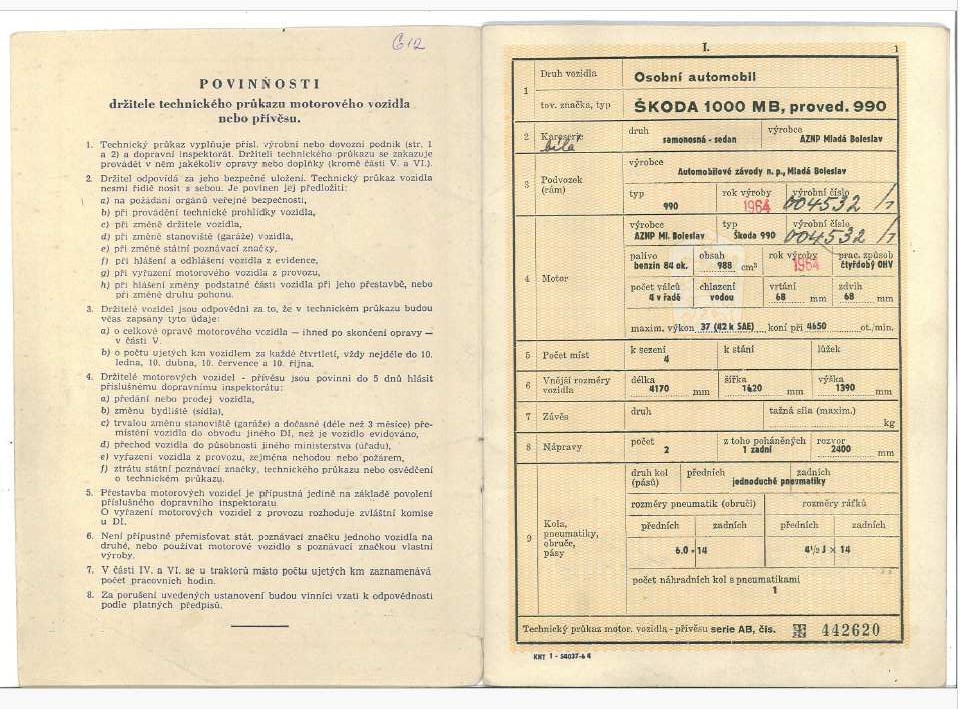 G12
POVINNOSTI
držitele technického průkazu motorového vozidla
nebo přívěsu.
1. Technický průkaz vyplňuje přísl. výrobní nebo dovozní podnik (str. 1
a 2) a dopravní inspektorát. Držiteli technického průkazu se zakazuje
provádět v něm jakékoliv opravy nebo doplňky (kromě části V. a VI.).
2. Držitel odpovídá za jeho bezpečné uložení. Technický průkaz vozidla
nesmí řidič nosit s sebou. Je povinen jej předložiti:
a) na požádání orgánů veřejné bezpečnosti,
b) při provádění technické prohlídky vozidla,
c) při změně držitele vozidla,
d) při změně stanoviště (garáže) vozidla,
e) při změně státní poznávací značky,
f) při hlášení a odhlášení vozidla z evidence,
g) při vyřazení motorového vozidla z provozu,
h) při hlášení změny podstatné části vozidla při jeho přestavbě, nebo
při změně druhu pohonu.
3. Držitelé vozidel jsou odpovědni za to, že v technickém průkazu budou
včas zapsány tyto údaje:
a) o celkové opravě motorového vozidla — ihned po skončení opravy —
v části V.
b) o počtu ujetých km vozidlem za každé čtvrtletí, vždy nejdéle do 10.
ledna, 10. dubna, 10. července a 10. října.
4. Držitelé motorových vozidel - přívěsu jsou povinni do 5 dnů hlásit
příslušnému dopravnímu inspektorátu:
a) předání nebo prodej vozidla,
b) změnu bydliště (sídla),
c) trvalou změnu stanoviště (garáže) a dočasné (déle než 3 měsíce) pře-
místění vozidla do obvodu jiného DI, než je vozidlo evidováno,
d) přechod vozidla do působnosti jiného ministerstva (úřadu),
e) vyřazení vozidla z provozu, zejména nehodou nebo požárem,
f) ztrátu státní poznávací značky, technického průkazu nebo osvědčení
o technickém průkazu.
5. Přestavba motorových vozidel je přípustná jedině na základě povolení
příslušného dopravního inspektorátu.
O vyřazení motorových vozidel z provozu rozhoduje zvláštní komise
u DI.
6. Není přípustné přemisťovat stát. poznávací značku jednoho vozidla na
druhé, nebo používat motorové vozidlo s poznávací značkou vlastní
výroby.
7. V části IV. a VI. se u traktorů místo počtu ujetých km zaznamenává
počet pracovních hodin.
8. Za porušení uvedených ustanovení budou viníci vzati k odpovědnosti
podle platných předpisů.
I. 1
1 Druh vozidla Osobní automobil
tov. značka, typ ŠKODA 1000 MB, proved. 990
2 Karoserie druh výrobce
bílá samonosná - sedan AZNP Mladá Boleslav
3 Podvozek (rám) výrobce
Automobilové závody n. p., Mladá Boleslav
typ rok výroby výrobní číslo
990 1964 004532/1
4 Motor
výrobce typ výrobní číslo
AZNP Ml. Boleslav Škoda 990 004532/1
palivo obsah rok výroby prac. způsob
benzin 84 ok. 988 cm³ 1964 čtyřdobý OHV
počet válců chlazení vrtání zdvih
4 v řadě vodou 68 mm 68 mm
maxim. výkon 37 (42 k SAE) koní při 4650 ot./min.
5 Počet míst k sezení k stání lůžek
4
6 Vnější rozměry vozidla délka šířka výška
4170 mm 1620 mm 1390 mm
7 Závěs druh tažná síla (maxim.)
kg
8 Nápravy počet z toho poháněných rozvor
2 1 zadní 2400 mm
9 Kola, pneumatiky, obruče, pásy
druh kol (pásů) předních zadních
jednoduché pneumatiky
rozměry pneumatik (obručí) rozměry ráfků
předních zadních předních zadních
6.0 - 14 4½ J × 14
počet náhradních kol s pneumatikami
1
Technický průkaz motor. vozidla - přívěsu serie AB, čís. 442620
KNT 1 - 54037-64